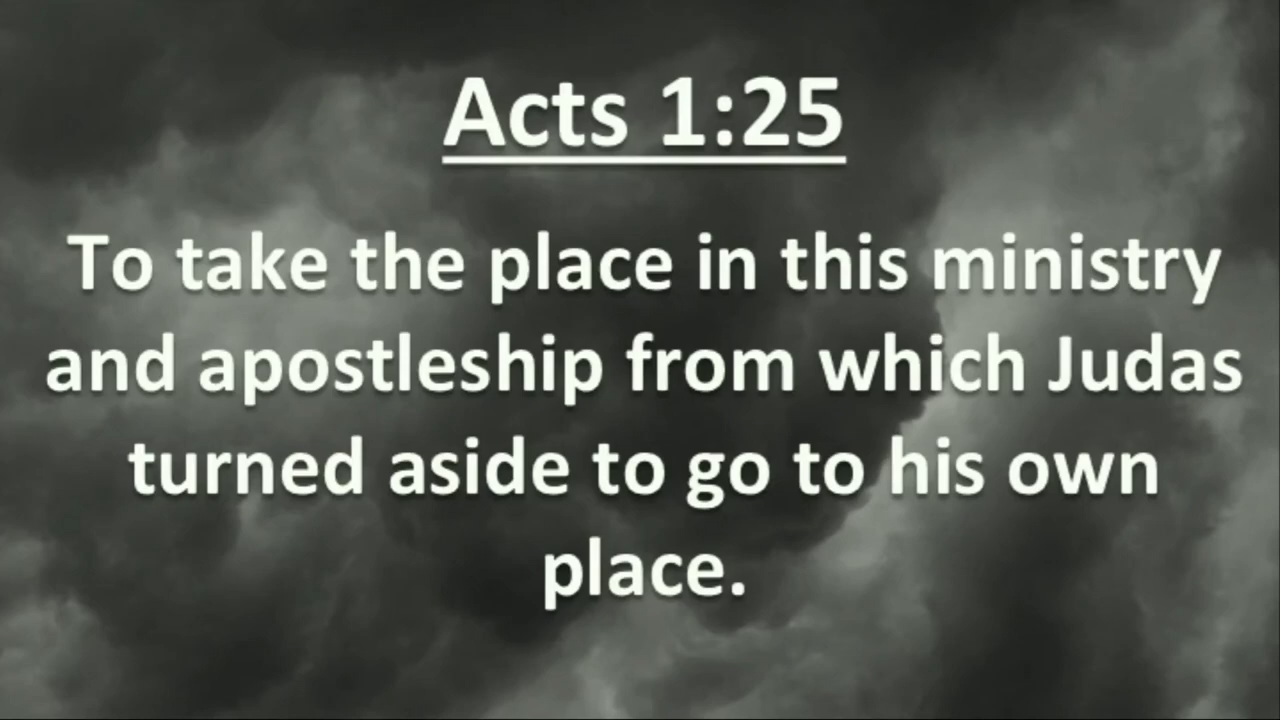 Acts 1:25
To take the place in this ministry
and apostleship from which Judas
turned aside to go to his own
place.